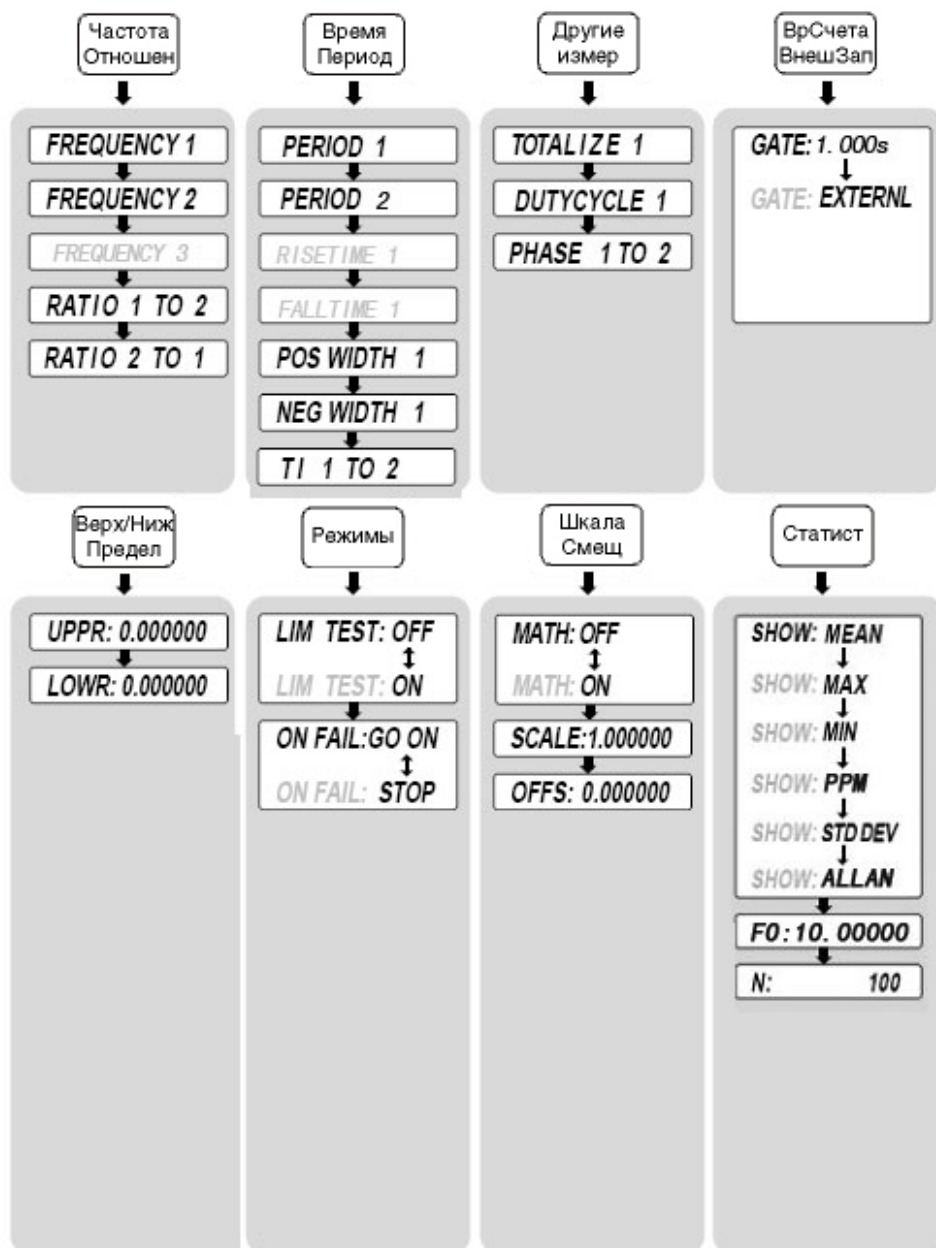 Частота
Отношен
FREQUENCY 1
FREQUENCY 2
FREQUENCY 3
RATIO 1 TO 2
RATIO 2 TO 1
Время
Период
PERIOD 1
PERIOD 2
RISETIME 1
FALLTIME 1
POS WIDTH 1
NEG WIDTH 1
TI 1 TO 2
Другие
измер
TOTALIZE 1
DUTYCYCLE 1
PHASE 1 TO 2
ВрСчета
ВнешЗап
GATE: 1. 000s
GATE: EXTERNL
Верх/Ниж
Предел
UPPR: 0.000000
LOWR: 0.000000
Режимы
LIM TEST: OFF
LIM TEST: ON
ON FAIL:GO ON
ON FAIL: STOP
Шкала
Смещ
MATH: OFF
MATH: ON
SCALE:1.000000
OFFS: 0.000000
Статист
SHOW: MEAN
SHOW: MAX
SHOW: MIN
SHOW: PPM
SHOW: STD DEV
SHOW: ALLAN
F0:10. 00000
N: 100